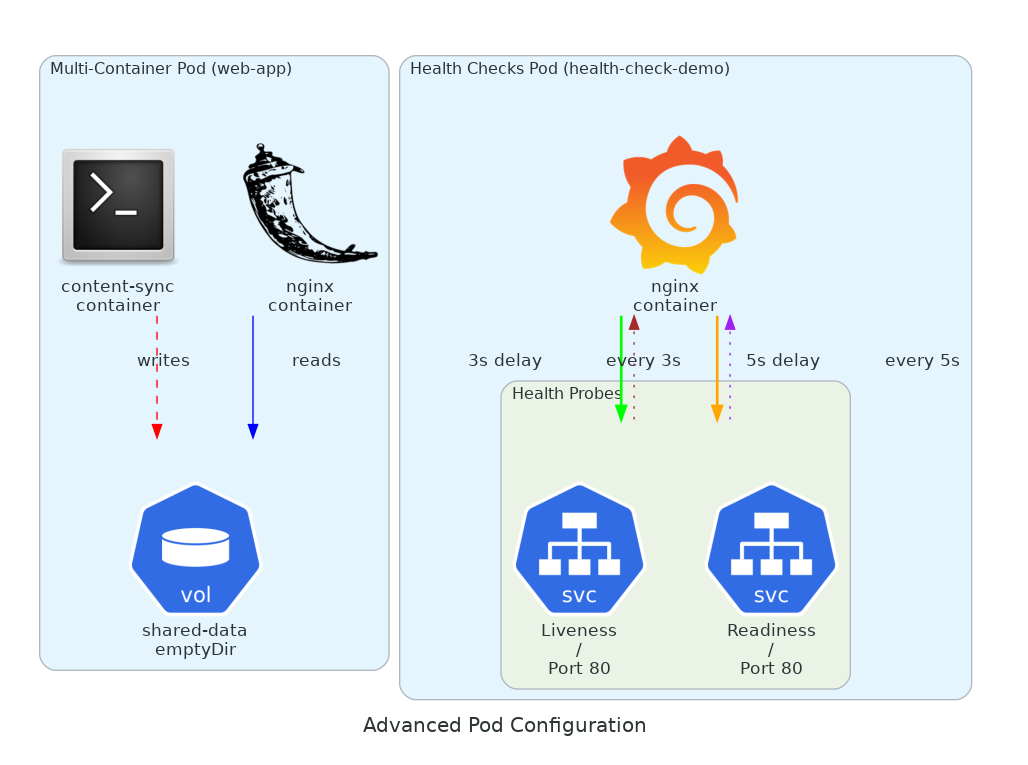 Multi-Container Pod (web-app)
Health Checks Pod (health-check-demo)
content-sync
container
nginx
container
nginx
container
writes
reads
3s delay
every 3s
5s delay
every 5s
Health Probes
vol
svc
svc
shared-data
emptyDir
Liveness
/
Port 80
Readiness
/
Port 80
Advanced Pod Configuration